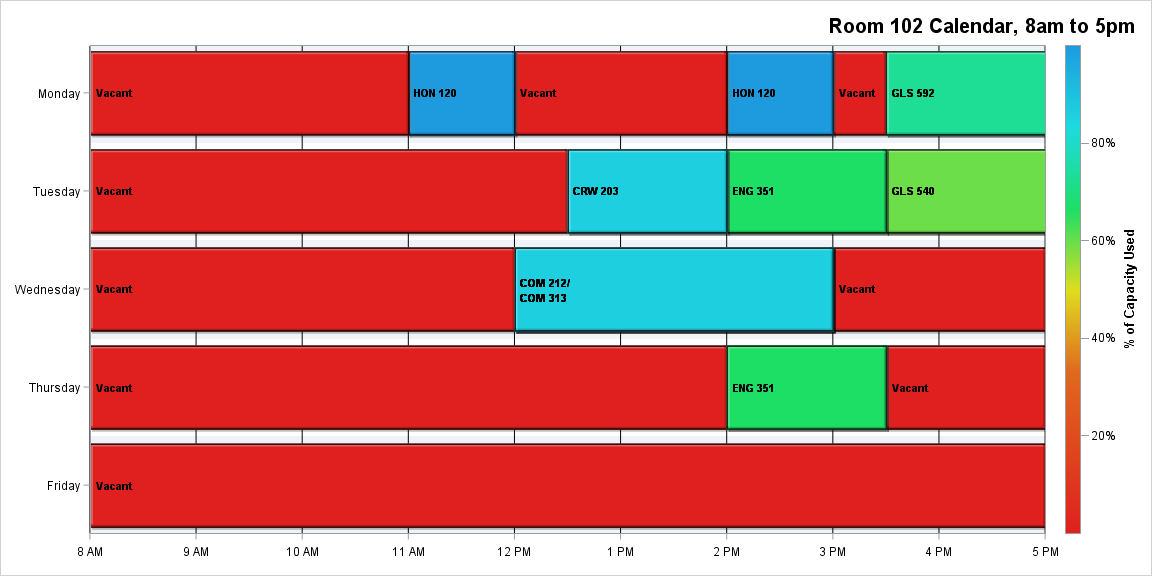 Room 102 Calendar, 8am to 5pm
Monday
Vacant
HON 120
Vacant
HON 120
Vacant
GLS 592
Tuesday
Vacant
CRW 203
ENG 351
GLS 540
Wednesday
Vacant
COM 212/
COM 313
Vacant
Thursday
Vacant
ENG 351
Vacant
Friday
Vacant
8 AM
9 AM
10 AM
11 AM
12 PM
1 PM
2 PM
3 PM
4 PM
5 PM
80%
60%
40%
20%
% of Capacity Used